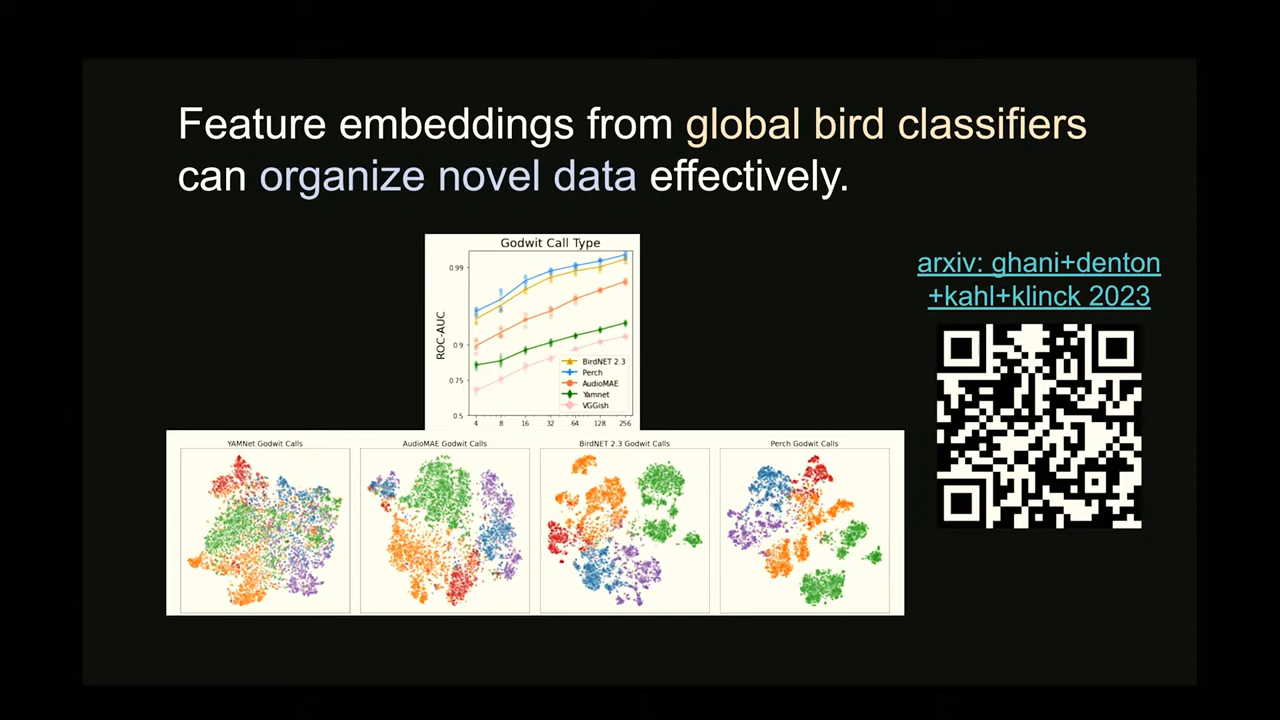 Feature embeddings from global bird classifiers
can organize novel data effectively.
Godwit Call Type
ROC-AUC
0.99
0.9
0.75
0.5
4 8 16 32 64 128 256
BirdNET 2.3
Perch
AudioMAE
Yamnet
VGGish
arxiv: ghani+denton
+kahl+klinck 2023
YAMNet Godwit Calls
AudioMAE Godwit Calls
BirdNET 2.3 Godwit Calls
Perch Godwit Calls